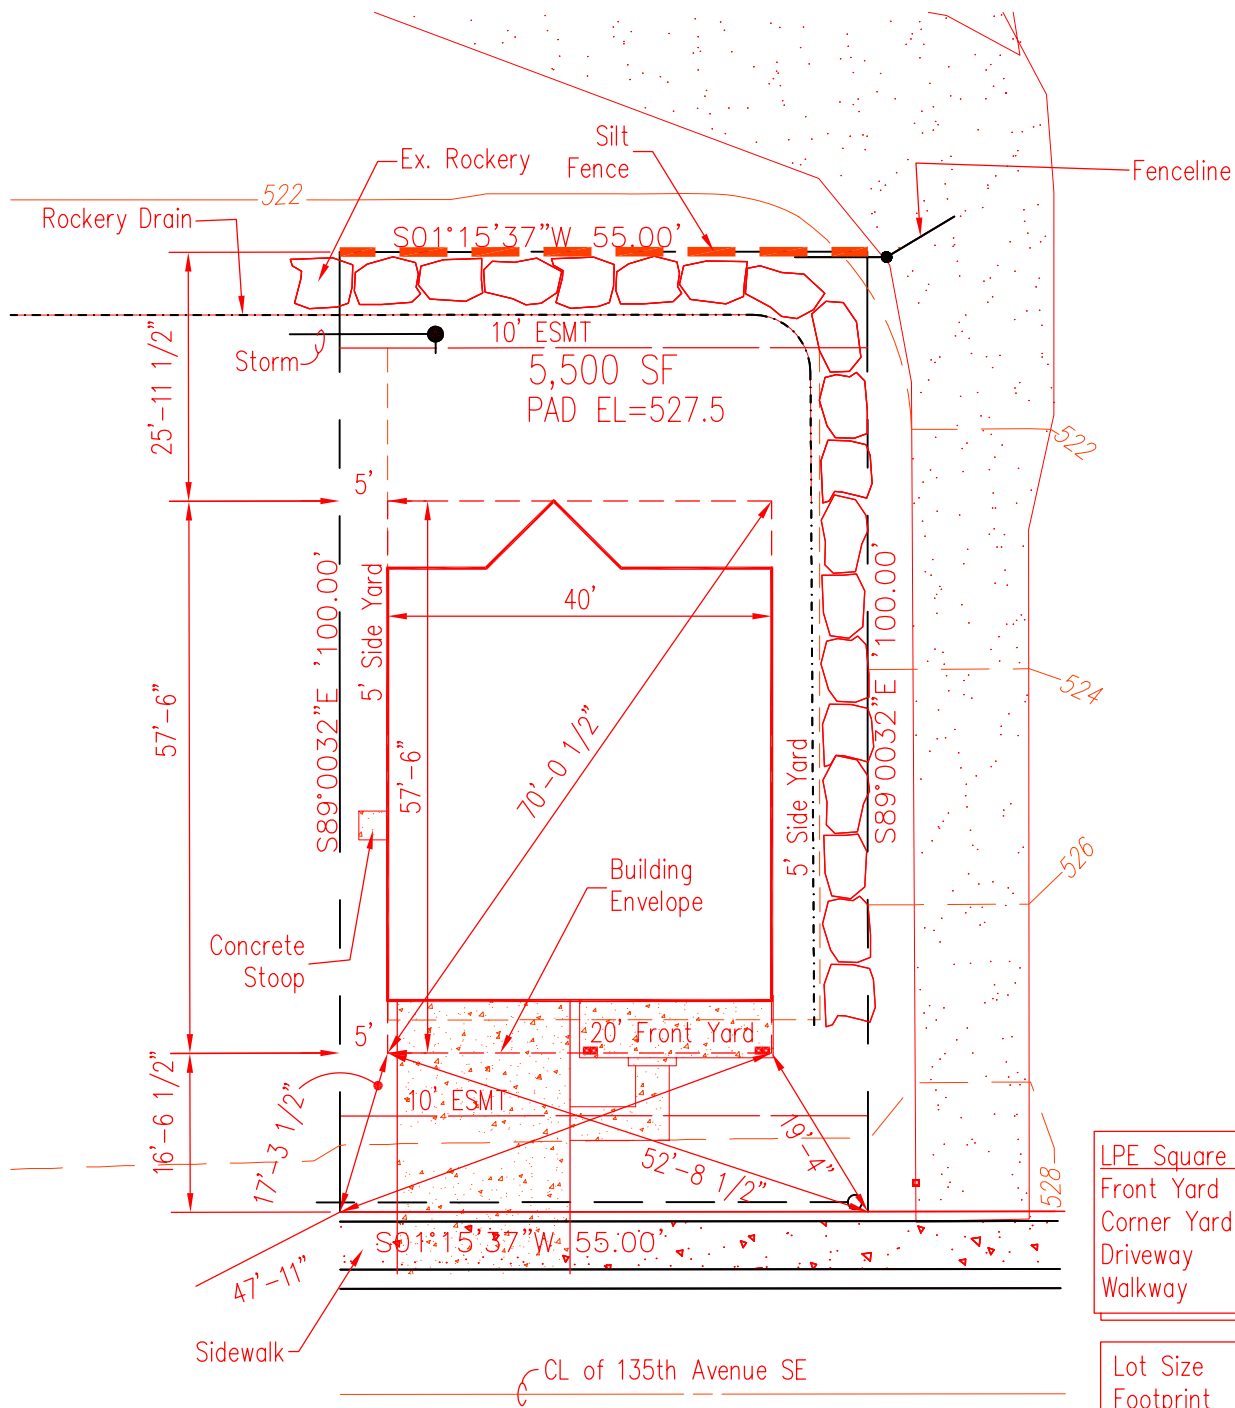 Silt
Fence
Ex. Rockery
Fenceline
522
Rockery Drain
S01°15'37"W 55.00'
10' ESMT
Storm
5,500 SF
PAD EL=527.5
25'-11 1/2"
522
5'
5' Side Yard
40'
S89°0032"E '100.00'
S89°0032"E '100.00'
57'-6"
57'-6"
70'-0 1/2"
524
5' Side Yard
Building
Envelope
526
Concrete
Stoop
5'
20' Front Yard
16'-6 1/2"
17'-3 1/2"
10' ESMT
19'-4"
52'-8 1/2"
528
LPE Square
Front Yard
Corner Yard
Driveway
Walkway
S01°15'37"W 55.00'
47'-11"
Sidewalk
CL of 135th Avenue SE
Lot Size
Footprint